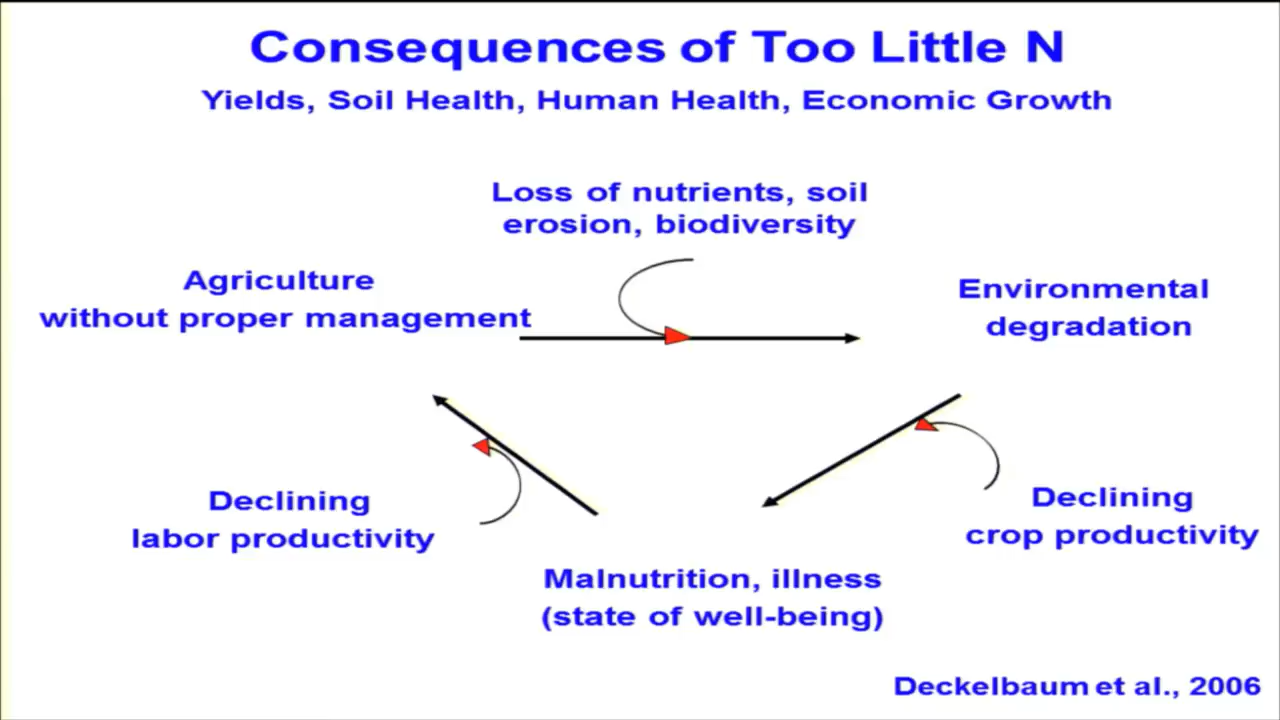 Consequences of Too Little N
Yields, Soil Health, Human Health, Economic Growth
Loss of nutrients, soil
erosion, biodiversity
Agriculture
without proper management
Environmental
degradation
Declining
labor productivity
Declining
crop productivity
Malnutrition, illness
(state of well-being)
Deckelbaum et al., 2006